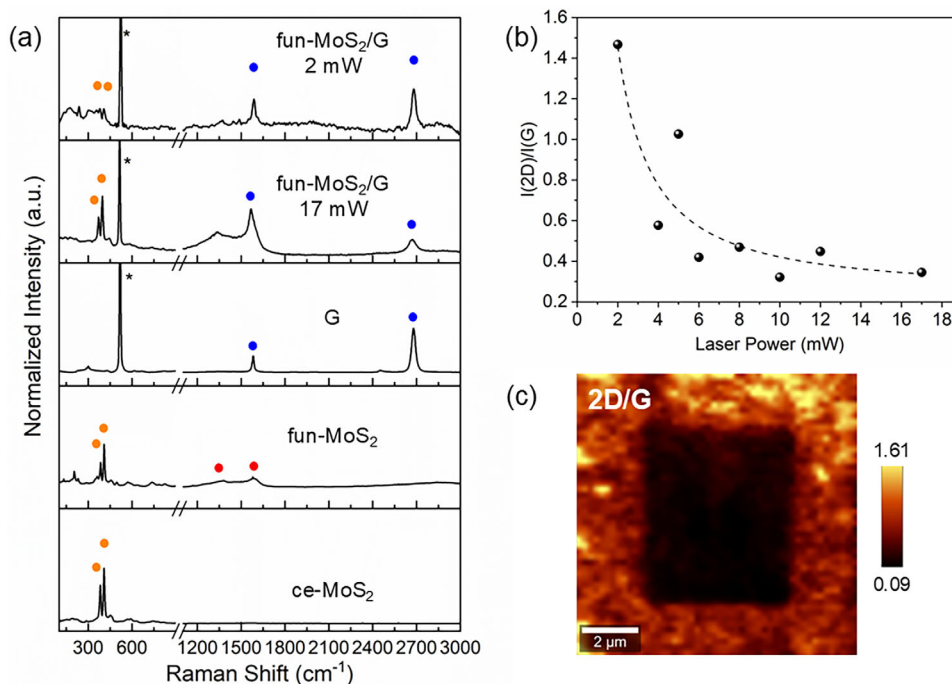 (a)
*
fun-MoS₂/G
2 mW
*
fun-MoS₂/G
17 mW
*
G
fun-MoS₂
ce-MoS₂
Normalized Intensity (a.u.)
300 600 1200 1500 1800 2100 2400 2700 3000
Raman Shift (cm⁻¹)
(b)
1.6
1.4
1.2
1.0
0.8
0.6
0.4
0.2
I(2D)/I(G)
0 2 4 6 8 10 12 14 16 18
Laser Power (mW)
(c)
2D/G
2 µm
1.61
0.09